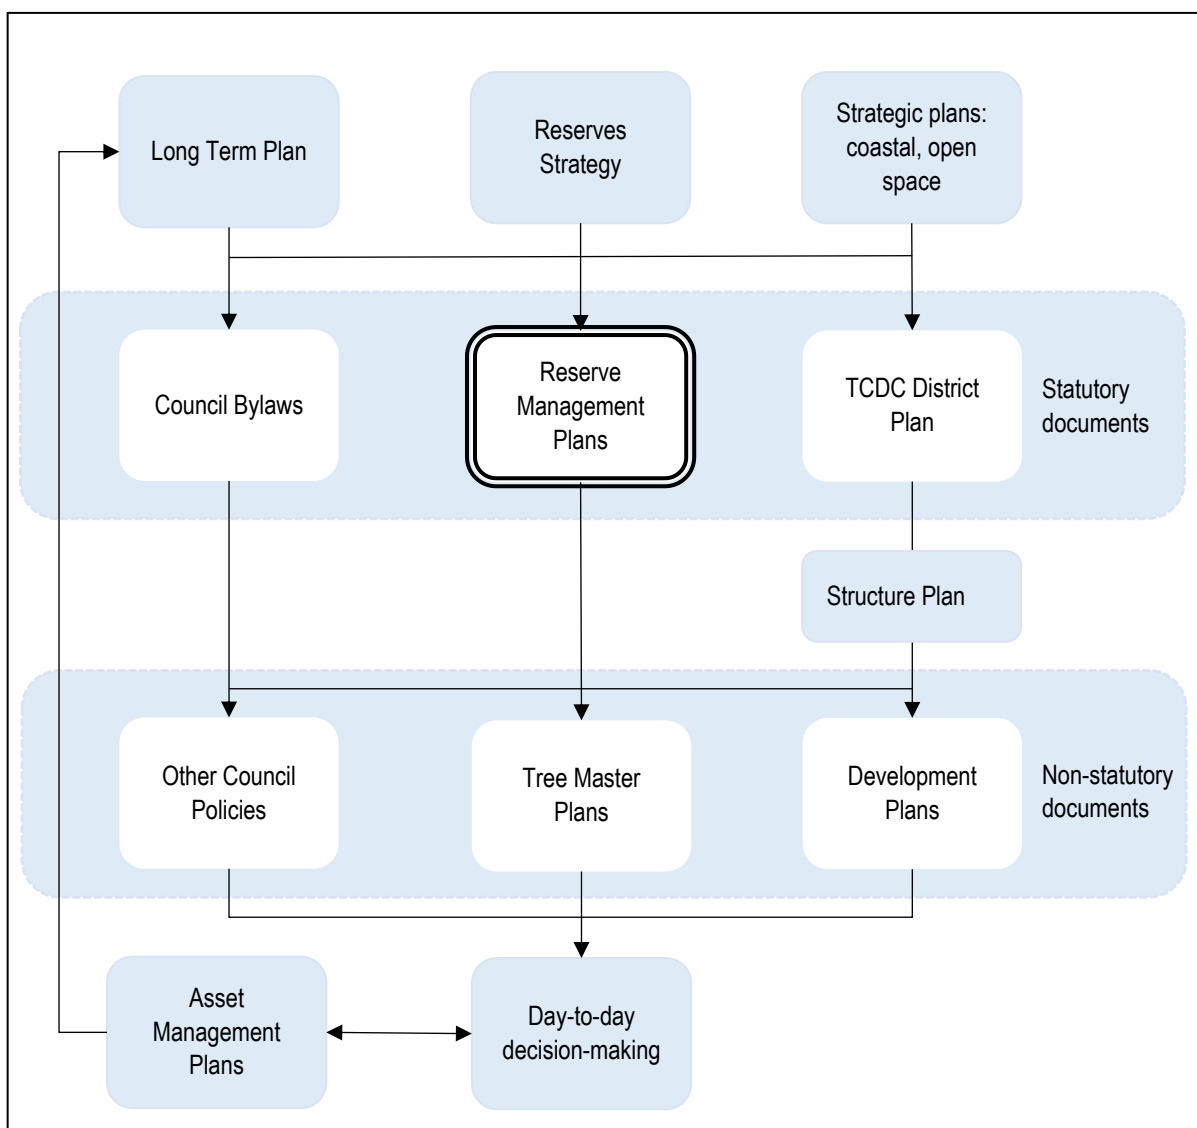 Long Term Plan
Reserves
Strategy
Strategic plans:
coastal, open
space
Council Bylaws
Reserve
Management
Plans
TCDC District
Plan
Statutory
documents
Structure Plan
Other Council
Policies
Tree Master
Plans
Development
Plans
Non-statutory
documents
Asset
Management
Plans
Day-to-day
decision-making